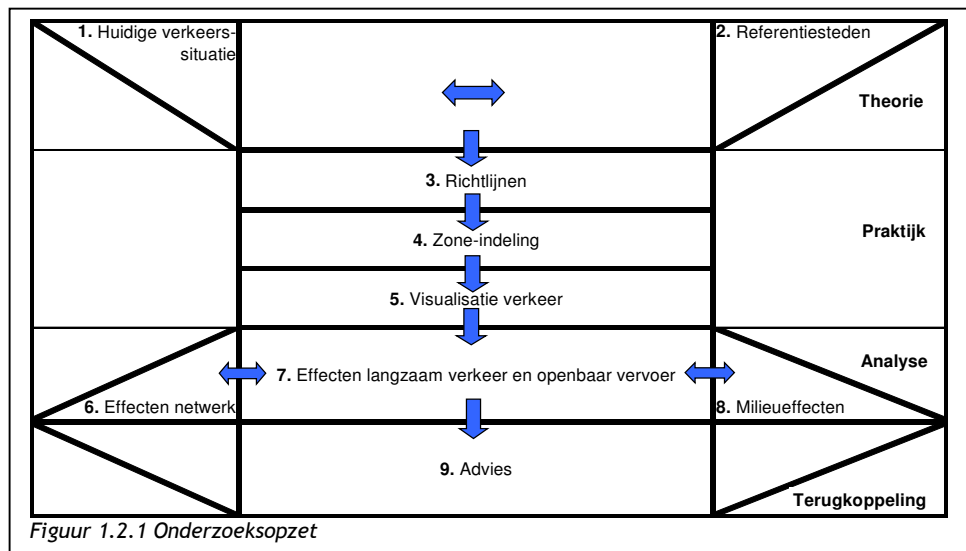 1. Huidige verkeers-
situatie
2. Referentiesteden
Theorie
3. Richtlijnen
4. Zone-indeling
Praktijk
5. Visualisatie verkeer
Analyse
7. Effecten langzaam verkeer en openbaar vervoer
6. Effecten netwerk
8. Milieueffecten
9. Advies
Terugkoppeling
Figuur 1.2.1 Onderzoeksopzet